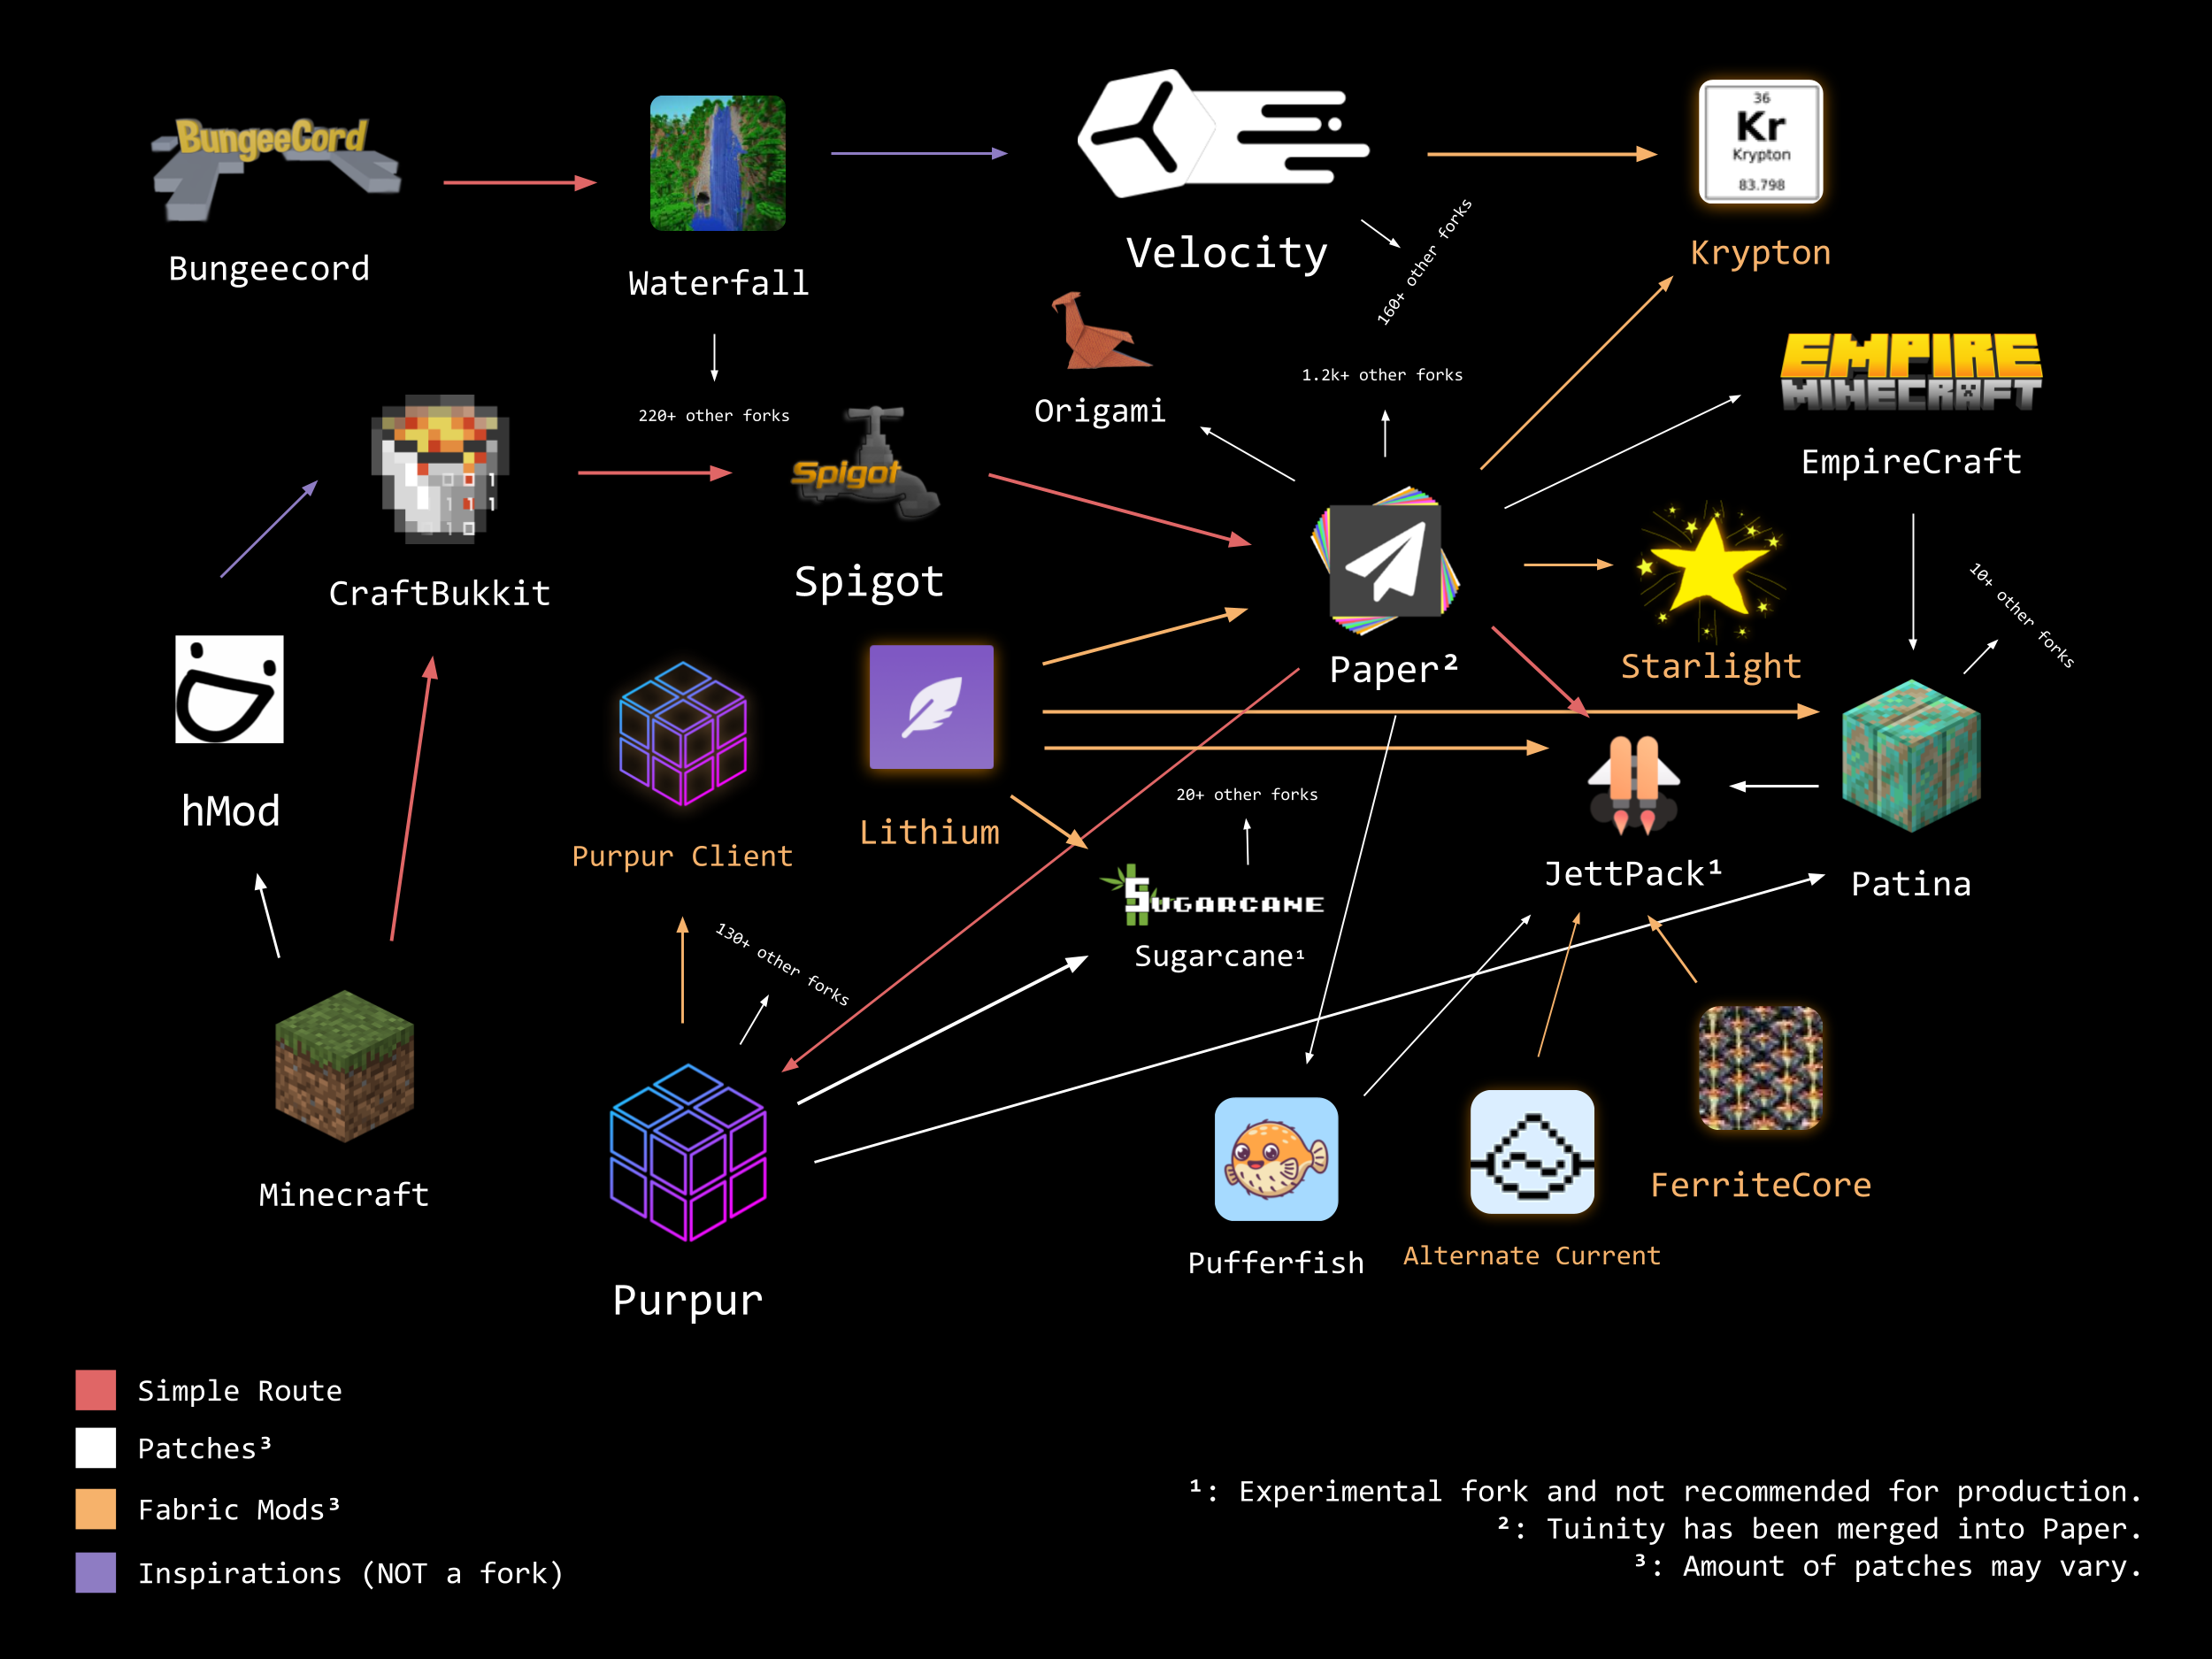 BungeeCord
Bungeecord
Waterfall
Velocity
36
Kr
Krypton
83.798
Krypton
160+ other forks
220+ other forks
Origami
1.2k+ other forks
EMPIRE
MINECRAFT
EmpireCraft
CraftBukkit
Spigot
Spigot
Paper²
Starlight
10+ other forks
hMod
Purpur Client
Lithium
20+ other forks
SUGARCANE
Sugarcane¹
JettPack¹
Patina
130+ other forks
Minecraft
Purpur
Pufferfish
Alternate Current
FerriteCore
Simple Route
Patches³
Fabric Mods³
Inspirations (NOT a fork)
¹: Experimental fork and not recommended for production.
²: Tuinity has been merged into Paper.
³: Amount of patches may vary.